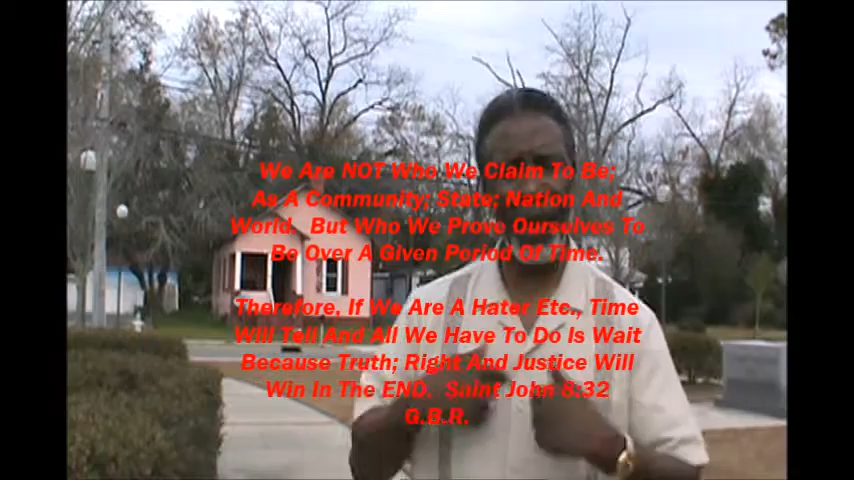 We Are NOT Who We Claim To Be;
As A Community; State; Nation And
World.  But Who We Prove Ourselves To
Be Over A Given Period Of Time.
Therefore, If We Are A Hater Etc., Time
Will Tell And All We Have To Do Is Wait
Because Truth; Right And Justice Will
Win In The END.  Saint John 8:32
G.B.R.